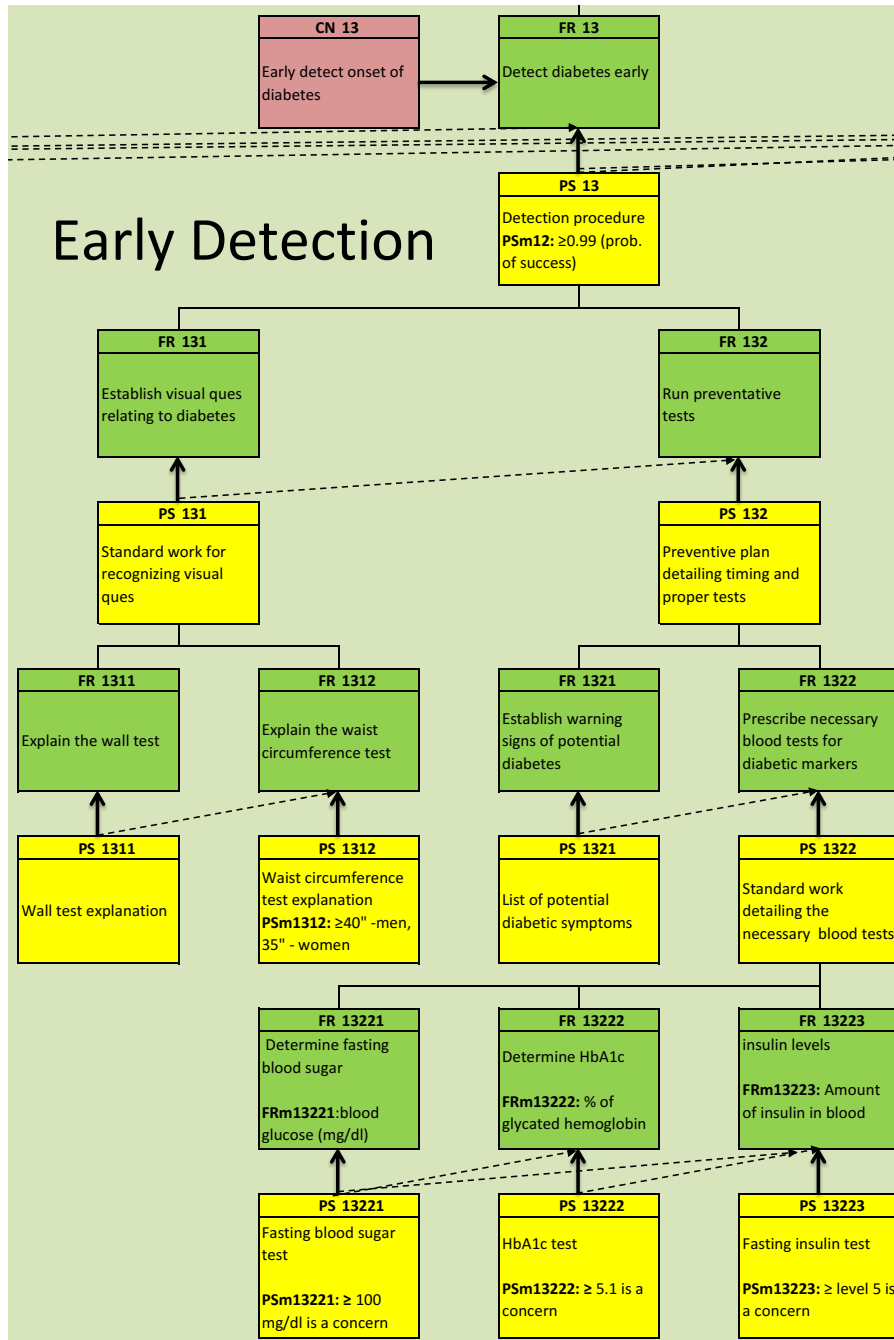 CN 13
Early detect onset of
diabetes
FR 13
Detect diabetes early
PS 13
Detection procedure
PSm12: ≥0.99 (prob.
of success)
Early Detection
FR 131
Establish visual ques
relating to diabetes
FR 132
Run preventative
tests
PS 131
Standard work for
recognizing visual
ques
PS 132
Preventive plan
detailing timing and
proper tests
FR 1311
Explain the wall test
FR 1312
Explain the waist
circumference test
FR 1321
Establish warning
signs of potential
diabetes
FR 1322
Prescribe necessary
blood tests for
diabetic markers
PS 1311
Wall test explanation
PS 1312
Waist circumference
test explanation
PSm1312: ≥40" -men,
35" - women
PS 1321
List of potential
diabetic symptoms
PS 1322
Standard work
detailing the
necessary blood tests
FR 13221
Determine fasting
blood sugar
FRm13221:blood
glucose (mg/dl)
FR 13222
Determine HbA1c
FRm13222: % of
glycated hemoglobin
FR 13223
insulin levels
FRm13223: Amount
of insulin in blood
PS 13221
Fasting blood sugar
test
PSm13221: ≥ 100
mg/dl is a concern
PS 13222
HbA1c test
PSm13222: ≥ 5.1 is a
concern
PS 13223
Fasting insulin test
PSm13223: ≥ level 5 is
a concern